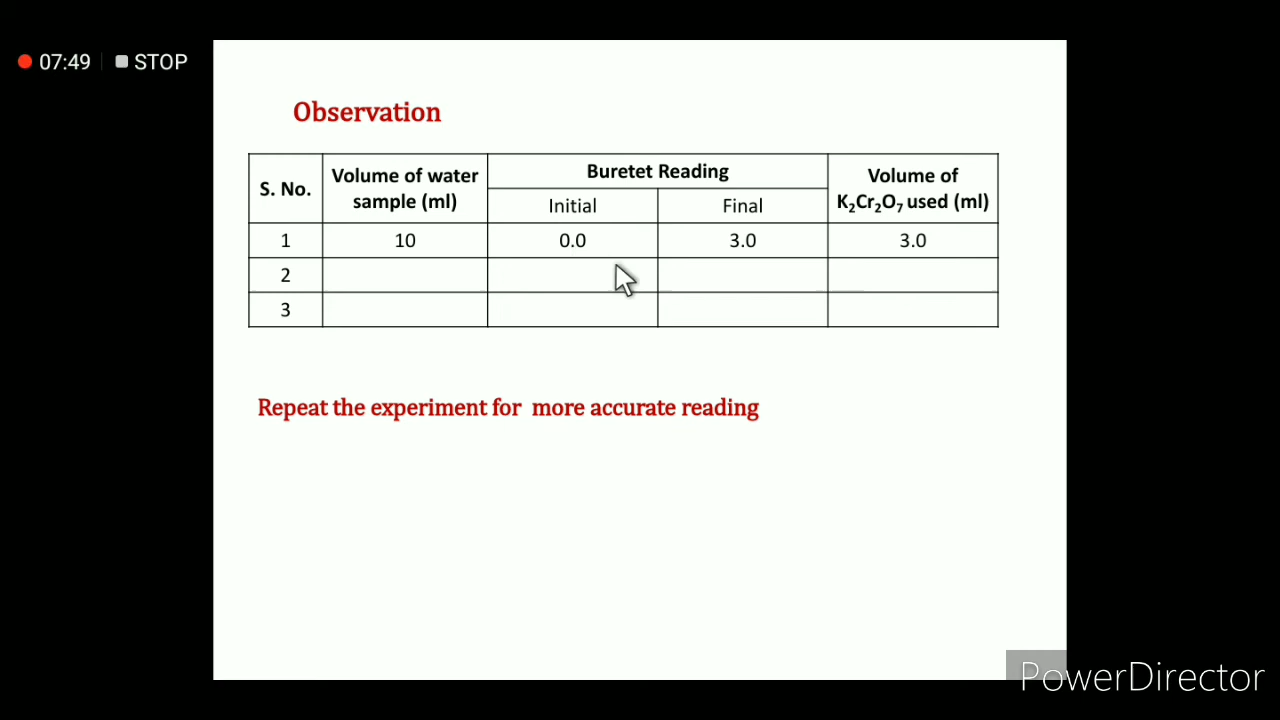 07:49 STOP
Observation
S. No. Volume of water sample (ml) Buretet Reading Volume of K₂Cr₂O₇ used (ml)
Initial Final
1 10 0.0 3.0 3.0
2
3
Repeat the experiment for more accurate reading
PowerDirector